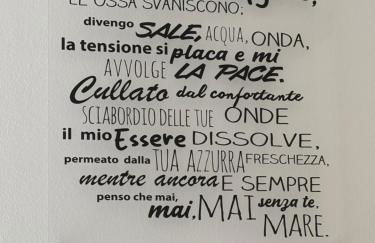 LE OSSA SVANISCONO;
divengo SALE, ACQUA, ONDA,
la tensione si placa e mi
AVVOLGE LA PACE.
Cullato dal confortante
SCIABORDIO DELLE TUE ONDE
il mio Essere DISSOLVE,
permeato dalla TUA AZZURRA FRESCHEZZA,
mentre ancora E SEMPRE
penso che mai,
mai, MAI senza te,
MARE.